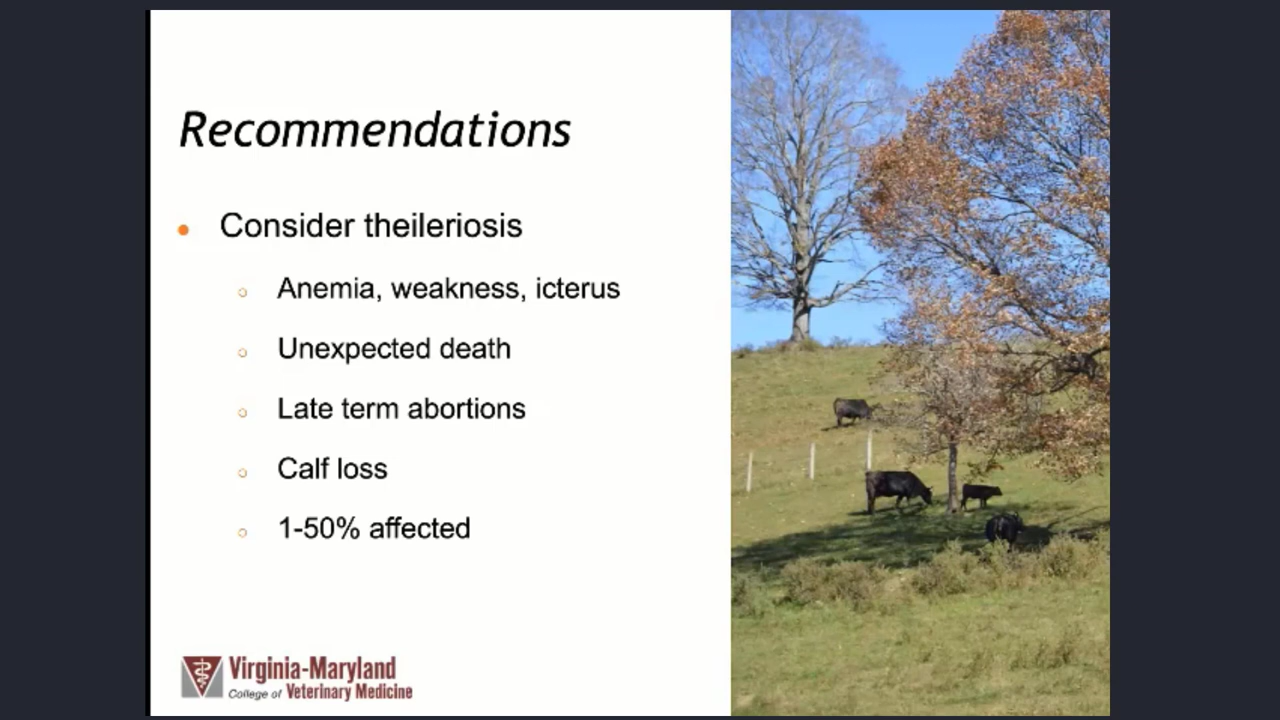 Recommendations
Consider theileriosis
Anemia, weakness, icterus
Unexpected death
Late term abortions
Calf loss
1-50% affected
Virginia-Maryland
College of Veterinary Medicine